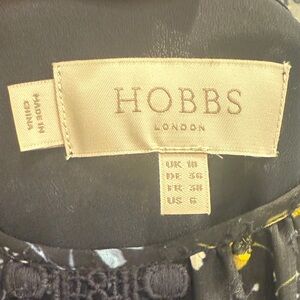 HOBBS
LONDON
MADE IN
CHINA
UK 10
DE 36
FR 38
US 6